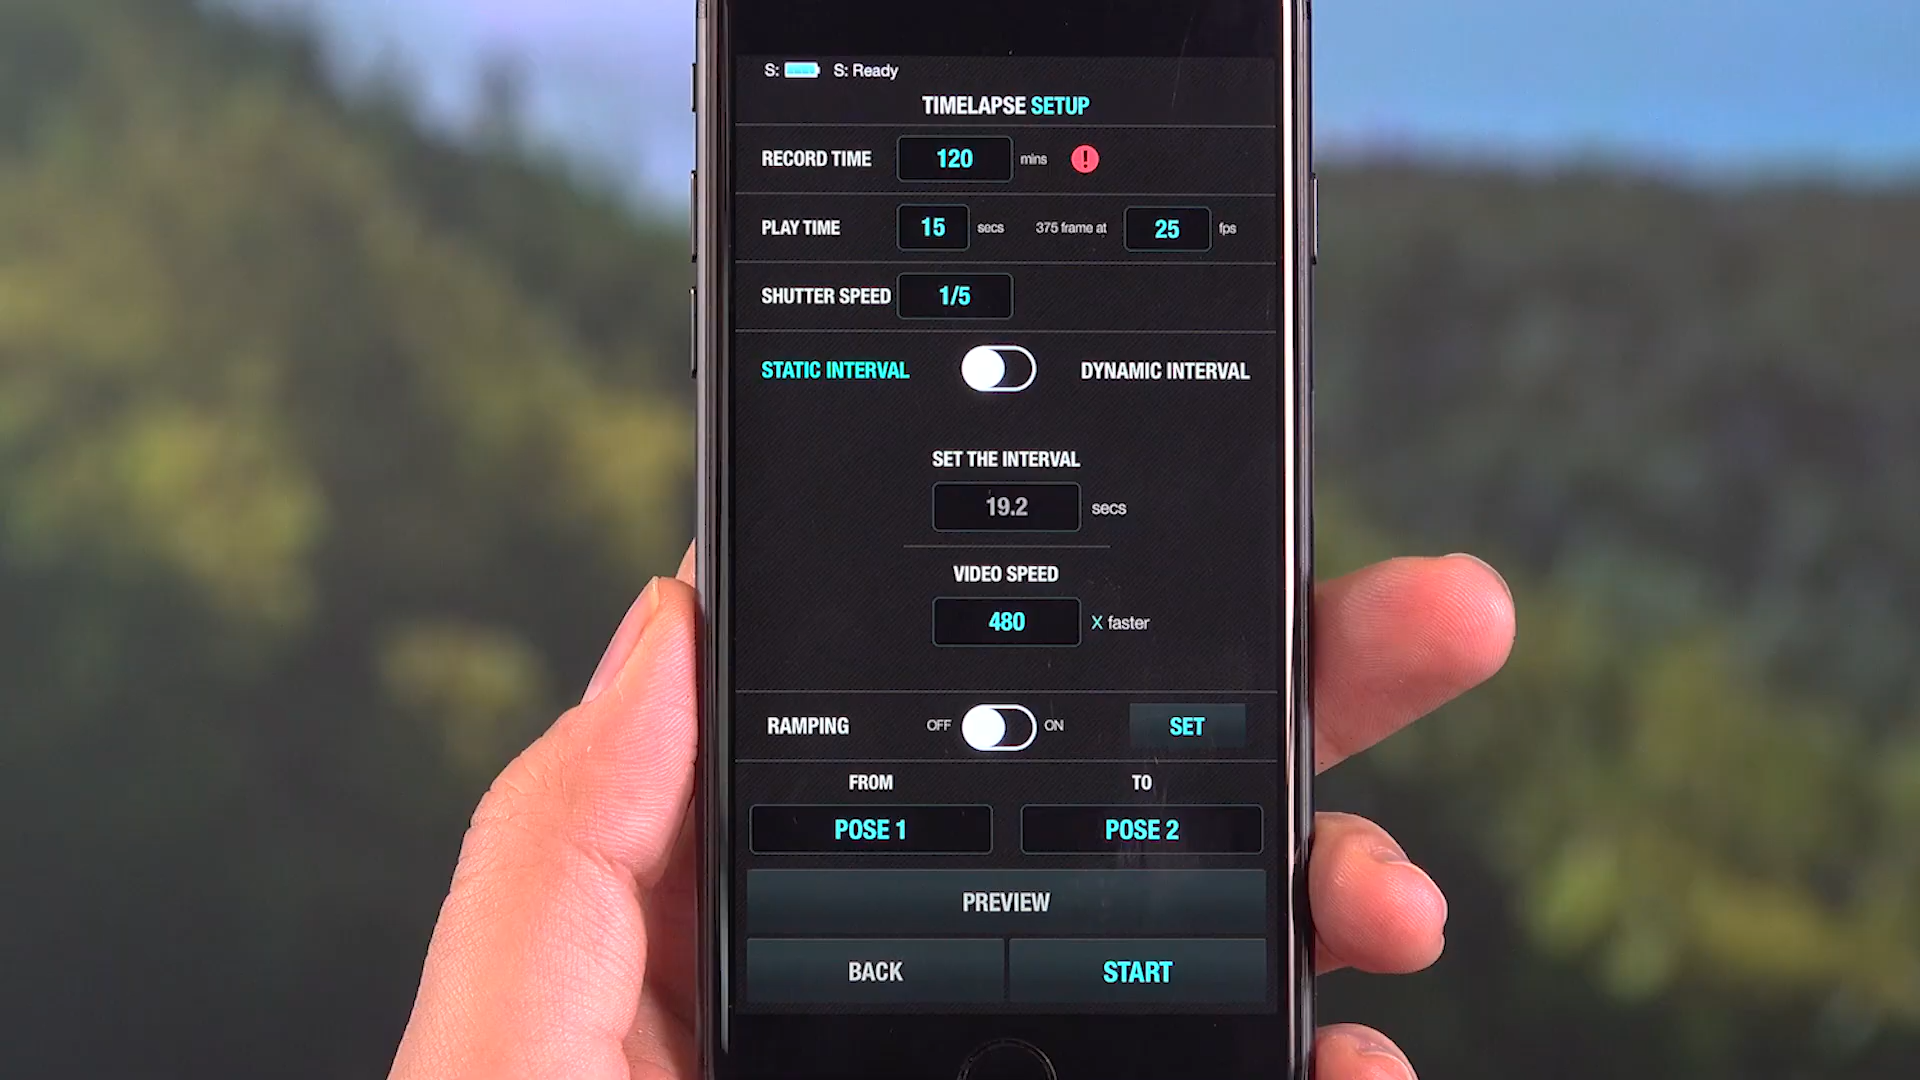 S: S: Ready
TIMELAPSE SETUP
RECORD TIME 120 mins !
PLAY TIME 15 secs 375 frame at 25 fps
SHUTTER SPEED 1/5
STATIC INTERVAL DYNAMIC INTERVAL
SET THE INTERVAL
19.2 secs
VIDEO SPEED
480 X faster
RAMPING OFF ON SET
FROM TO
POSE 1 POSE 2
PREVIEW
BACK START